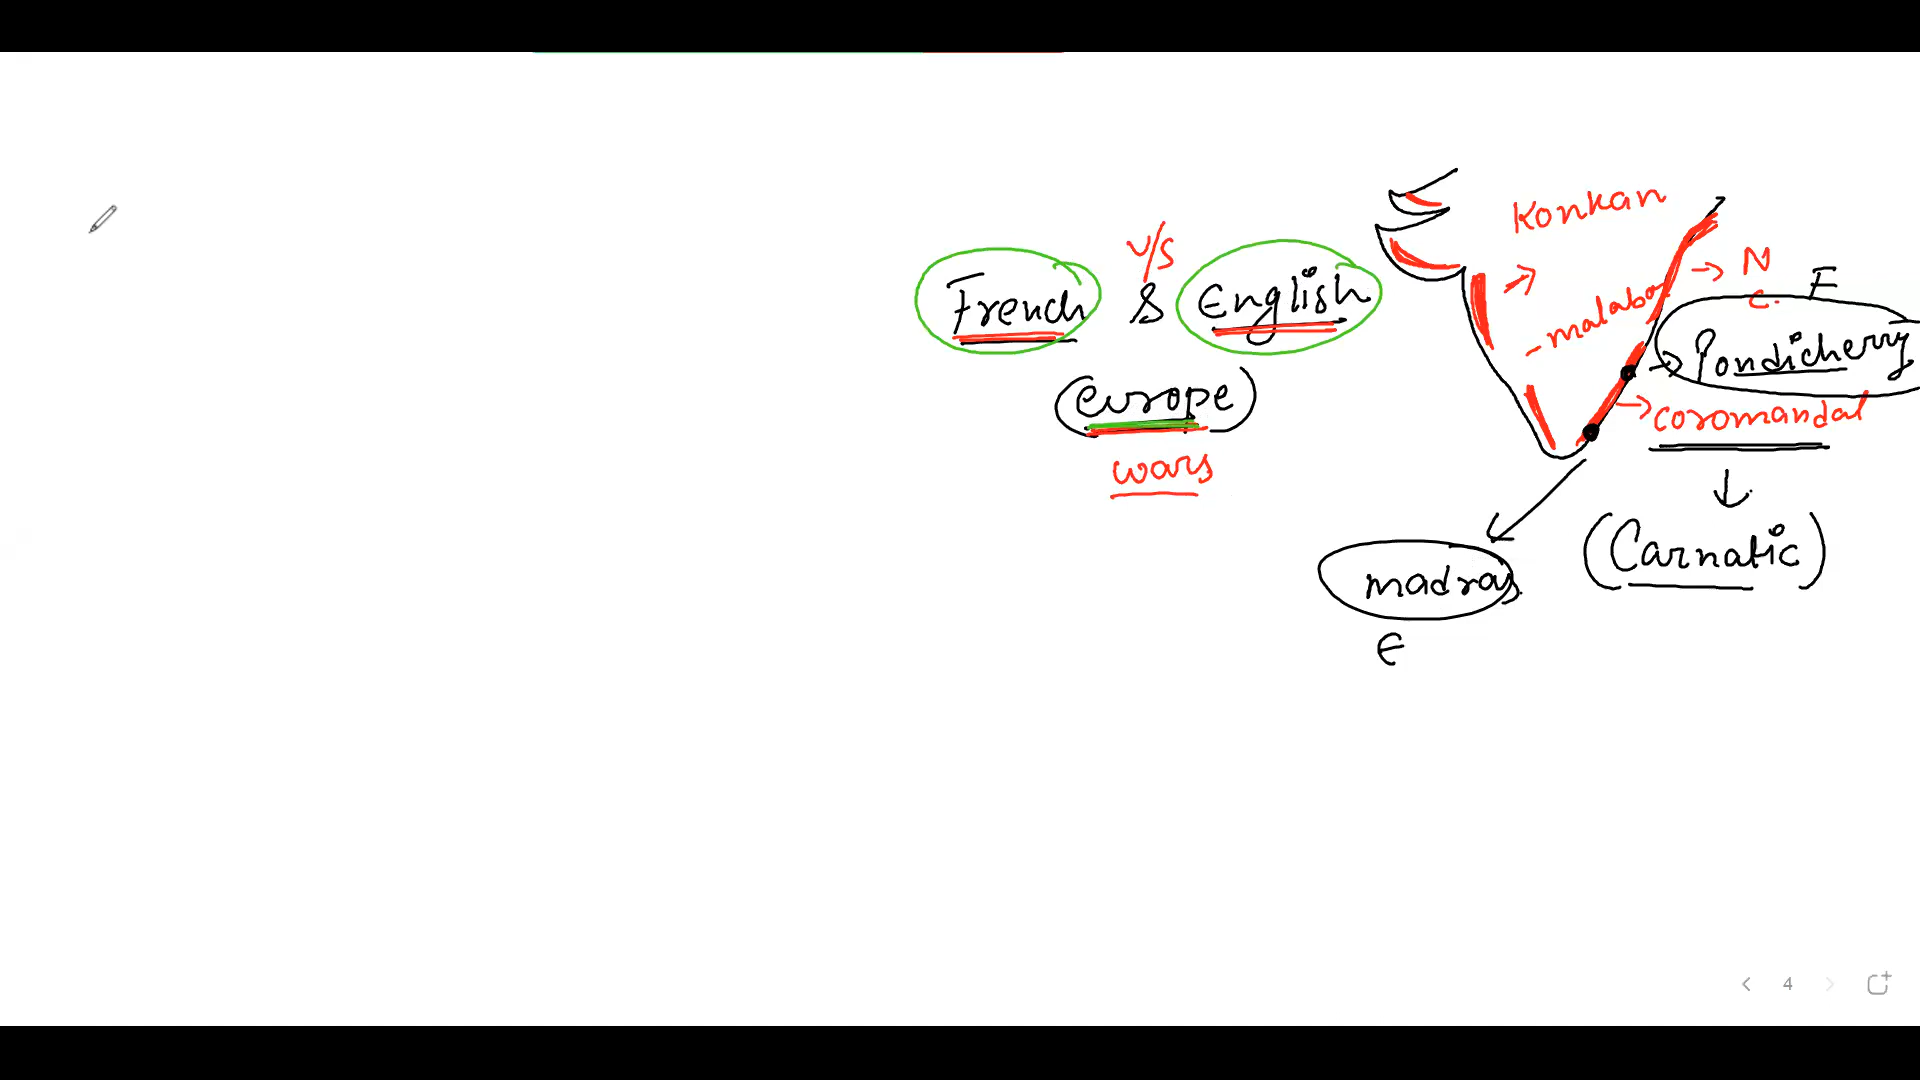 Konkan
v/s
French & English
→ N
C.
F
- malabar
→ Pondicherry
(europe)
→ coromandal
wars
(Carnatic)
madras
E
4